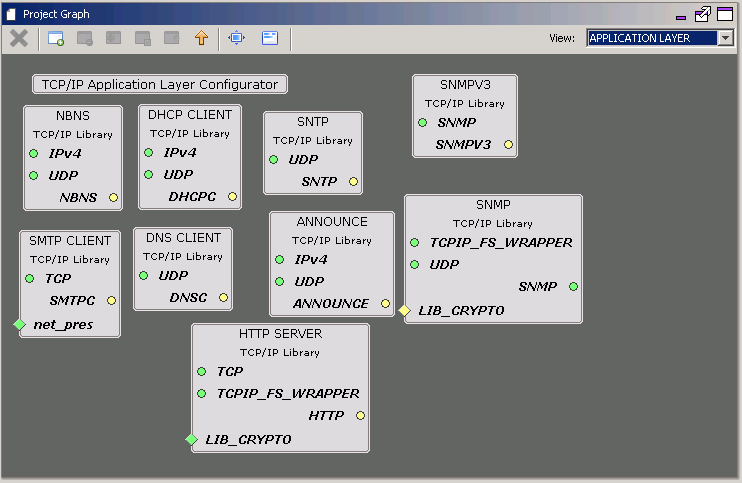 Project Graph
View:
APPLICATION LAYER
TCP/IP Application Layer Configurator
NBNS
TCP/IP Library
IPv4
UDP
NBNS
DHCP CLIENT
TCP/IP Library
IPv4
UDP
DHCPC
SNTP
TCP/IP Library
UDP
SNTP
SNMPV3
TCP/IP Library
SNMP
SNMPV3
SMTP CLIENT
TCP/IP Library
TCP
SMTPC
net_pres
DNS CLIENT
TCP/IP Library
UDP
DNSC
ANNOUNCE
TCP/IP Library
IPv4
UDP
ANNOUNCE
SNMP
TCP/IP Library
TCPIP_FS_WRAPPER
UDP
SNMP
LIB_CRYPTO
HTTP SERVER
TCP/IP Library
TCP
TCPIP_FS_WRAPPER
HTTP
LIB_CRYPTO